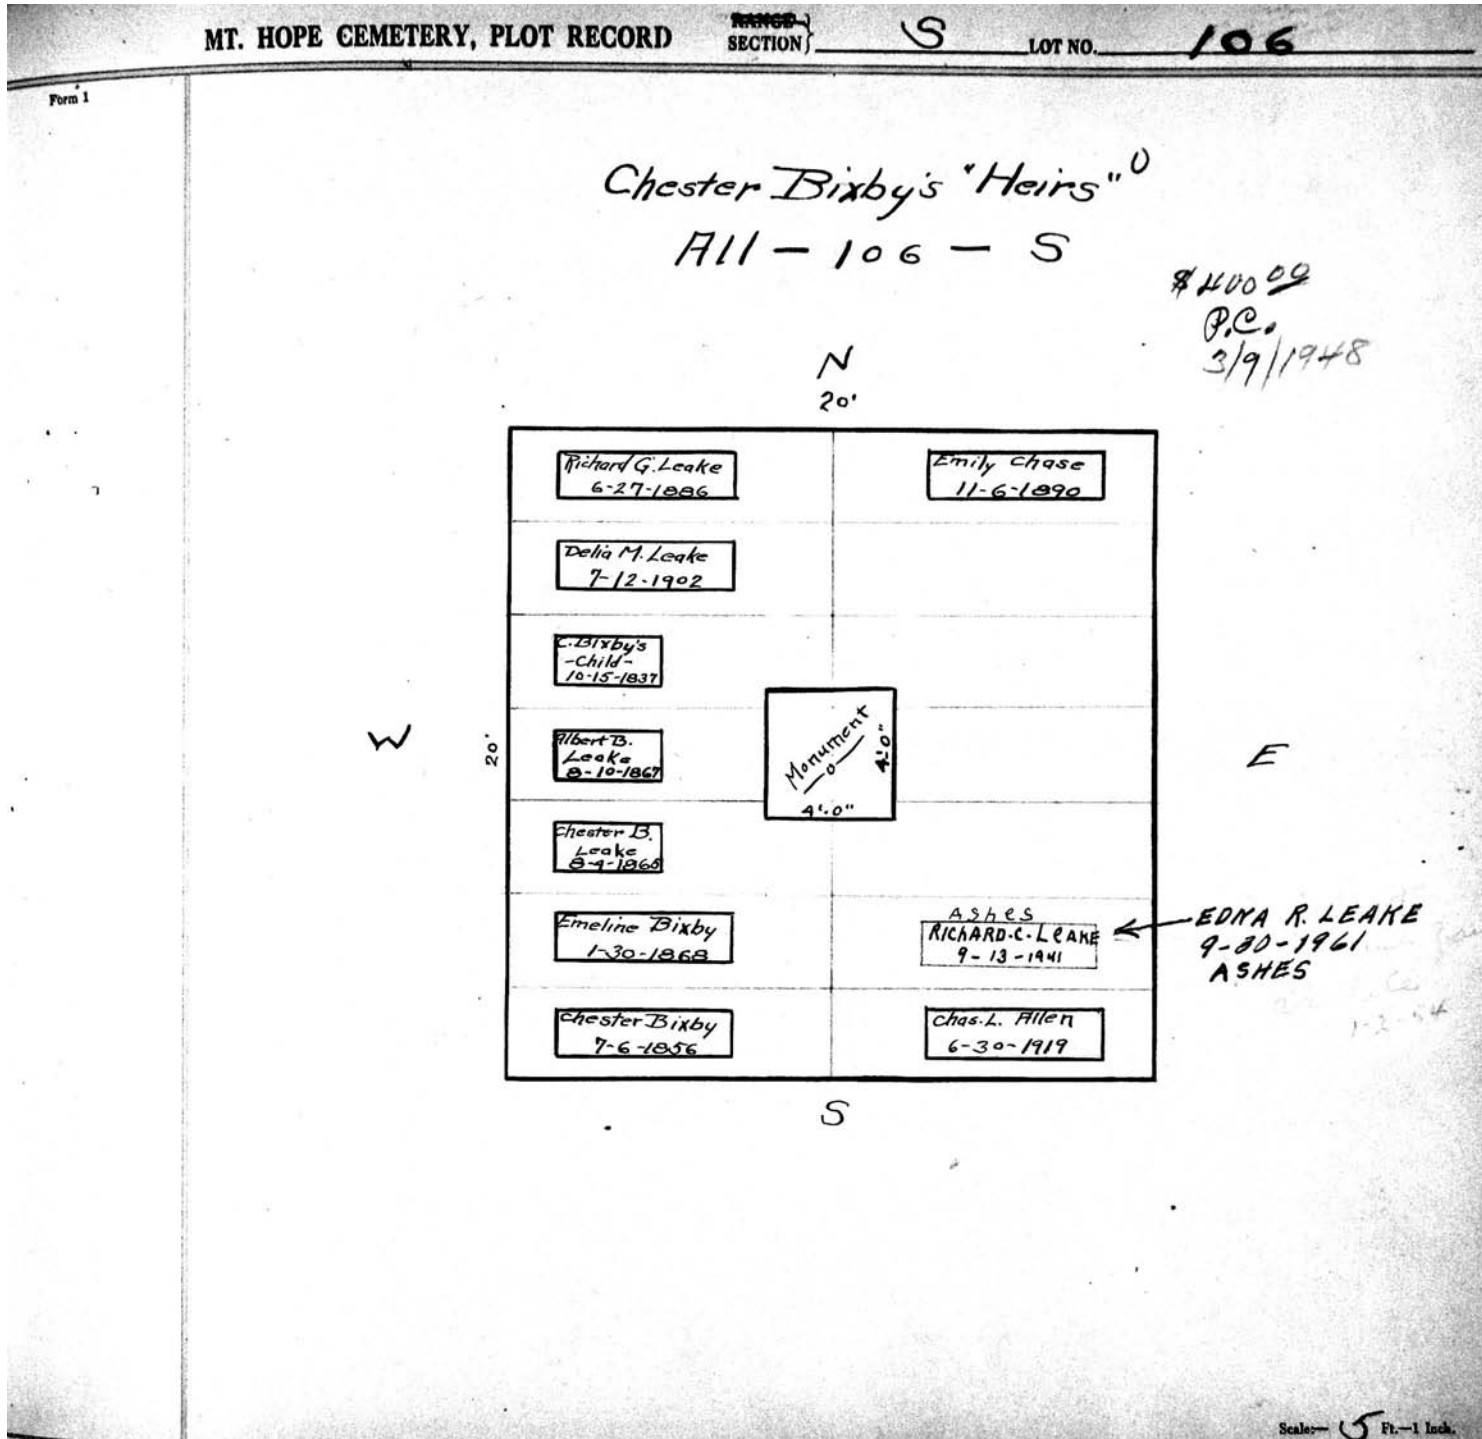 MT. HOPE CEMETERY, PLOT RECORD RANGE SECTION } S LOT NO. 106
Form 1
Chester Bixby's "Heirs"
All - 106 - S
$400 00
P.C.
3/9/1948
N
20'
Richard G. Leake
6-27-1886
Emily Chase
11-6-1890
Delia M. Leake
7-12-1902
C. Bixby's
-Child-
10-15-1837
W
20'
Albert B.
Leake
8-10-1867
Monument
4'-0"
4'-0"
E
Chester B.
Leake
8-4-1865
Emeline Bixby
1-30-1868
Ashes
RICHARD.C.LEAKE
9-13-1941
EDNA R. LEAKE
9-30-1961
ASHES
Chester Bixby
7-6-1856
Chas. L. Allen
6-30-1919
S
Scale:— 5 Ft.—1 Inch.